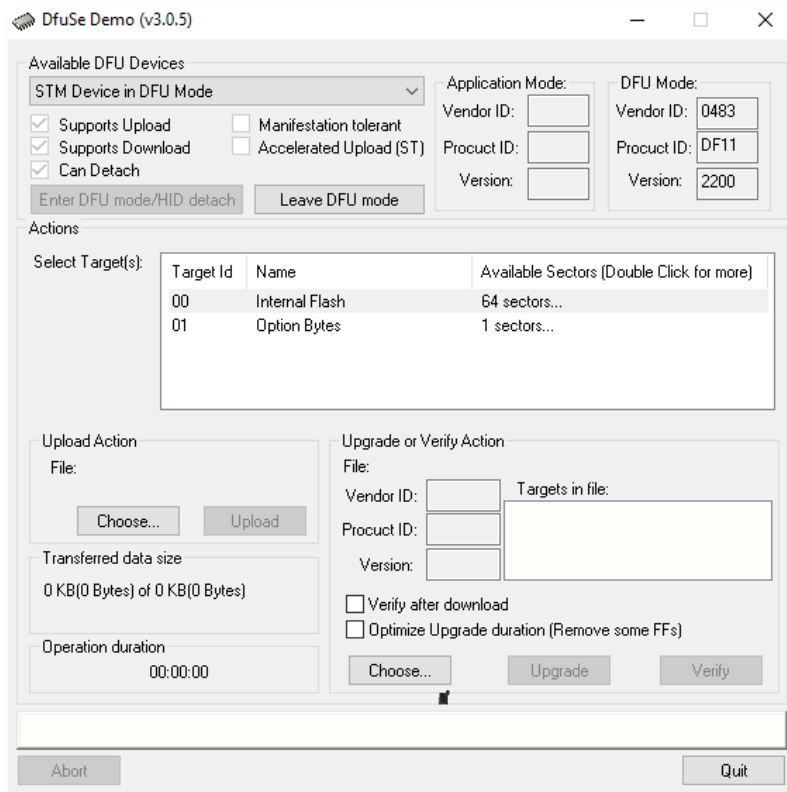 DfuSe Demo (v3.0.5)
Available DFU Devices
STM Device in DFU Mode
Supports Upload
Manifestation tolerant
Supports Download
Accelerated Upload (ST)
Can Detach
Enter DFU mode/HID detach
Leave DFU mode
Application Mode:
Vendor ID:
Procuct ID:
Version:
DFU Mode:
Vendor ID: 0483
Procuct ID: DF11
Version: 2200
Actions
Select Target(s):
Target Id Name Available Sectors (Double Click for more)
00 Internal Flash 64 sectors...
01 Option Bytes 1 sectors...
Upload Action
File:
Choose... Upload
Transferred data size
0 KB(0 Bytes) of 0 KB(0 Bytes)
Operation duration
00:00:00
Upgrade or Verify Action
File:
Vendor ID:
Procuct ID:
Version:
Targets in file:
Verify after download
Optimize Upgrade duration (Remove some FFs)
Choose... Upgrade Verify
Abort
Quit